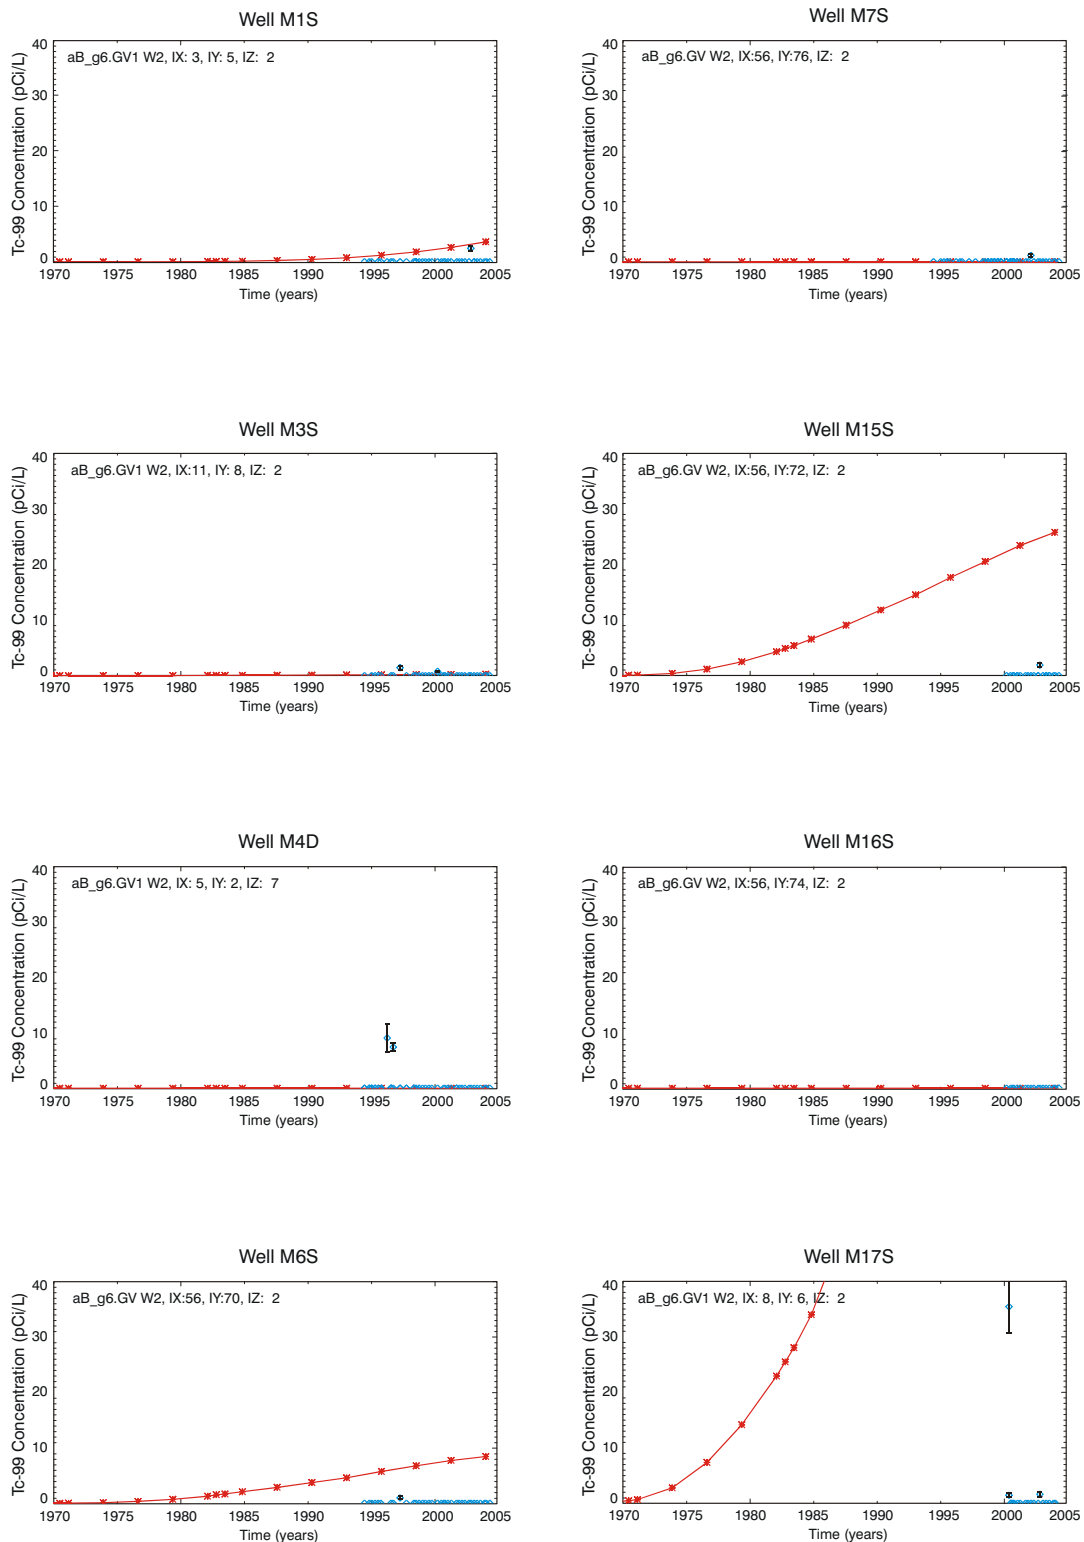 Well M1S
Tc-99 Concentration (pCi/L)
aB_g6.GV1 W2, IX: 3, IY: 5, IZ: 2
40
30
20
10
0
1970 1975 1980 1985 1990 1995 2000 2005
Time (years)
Well M7S
Tc-99 Concentration (pCi/L)
aB_g6.GV W2, IX:56, IY:76, IZ: 2
40
30
20
10
0
1970 1975 1980 1985 1990 1995 2000 2005
Time (years)
Well M3S
Tc-99 Concentration (pCi/L)
aB_g6.GV1 W2, IX:11, IY: 8, IZ: 2
40
30
20
10
0
1970 1975 1980 1985 1990 1995 2000 2005
Time (years)
Well M15S
Tc-99 Concentration (pCi/L)
aB_g6.GV W2, IX:56, IY:72, IZ: 2
40
30
20
10
0
1970 1975 1980 1985 1990 1995 2000 2005
Time (years)
Well M4D
Tc-99 Concentration (pCi/L)
aB_g6.GV1 W2, IX: 5, IY: 2, IZ: 7
40
30
20
10
0
1970 1975 1980 1985 1990 1995 2000 2005
Time (years)
Well M16S
Tc-99 Concentration (pCi/L)
aB_g6.GV W2, IX:56, IY:74, IZ: 2
40
30
20
10
0
1970 1975 1980 1985 1990 1995 2000 2005
Time (years)
Well M6S
Tc-99 Concentration (pCi/L)
aB_g6.GV W2, IX:56, IY:70, IZ: 2
40
30
20
10
0
1970 1975 1980 1985 1990 1995 2000 2005
Time (years)
Well M17S
Tc-99 Concentration (pCi/L)
aB_g6.GV1 W2, IX: 8, IY: 6, IZ: 2
40
30
20
10
0
1970 1975 1980 1985 1990 1995 2000 2005
Time (years)